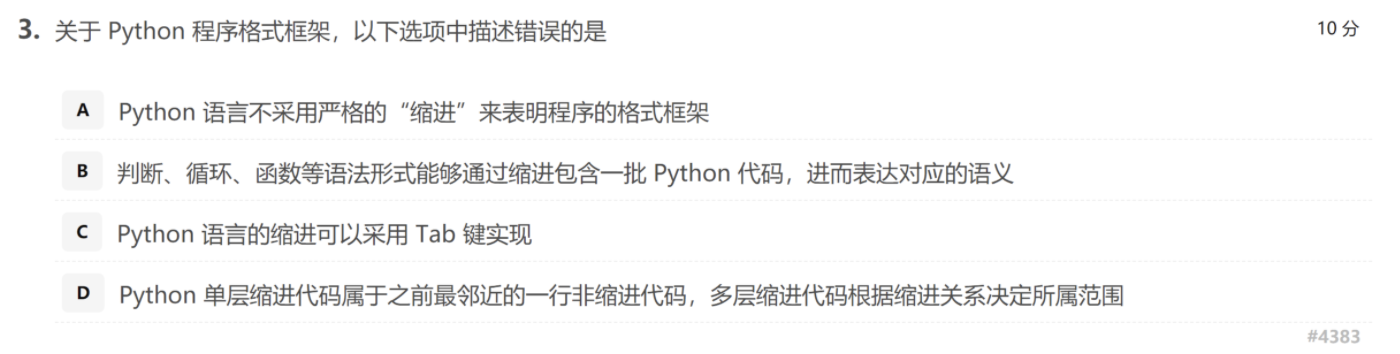 3. 关于 Python 程序格式框架，以下选项中描述错误的是 10 分
A Python 语言不采用严格的“缩进”来表明程序的格式框架
B 判断、循环、函数等语法形式能够通过缩进包含一批 Python 代码，进而表达对应的语义
C Python 语言的缩进可以采用 Tab 键实现
D Python 单层缩进代码属于之前最邻近的一行非缩进代码，多层缩进代码根据缩进关系决定所属范围
#4383